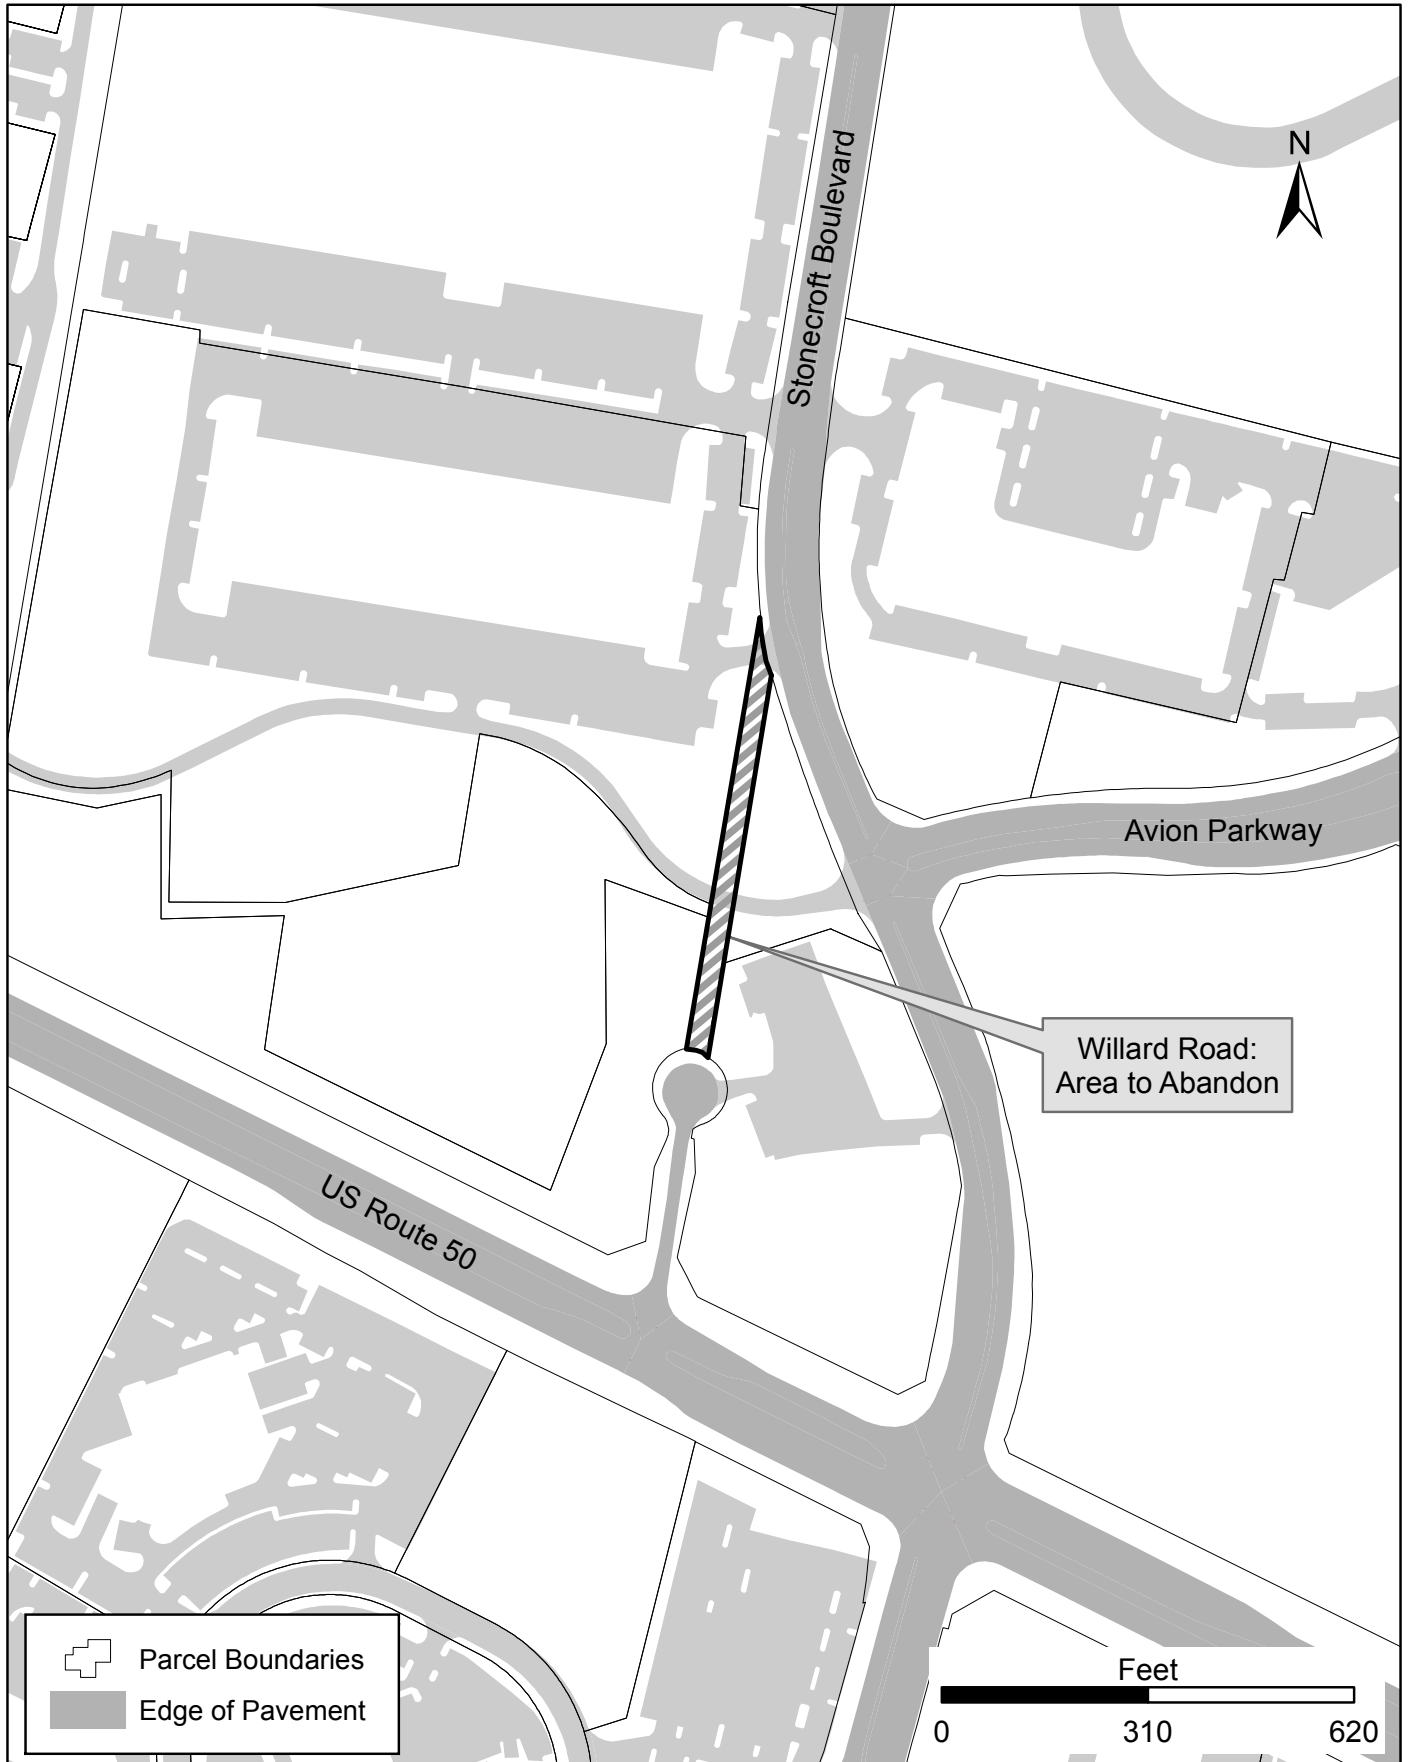 N
Stonecroft Boulevard
Avion Parkway
Willard Road:
Area to Abandon
US Route 50
Parcel Boundaries
Edge of Pavement
Feet
0 310 620